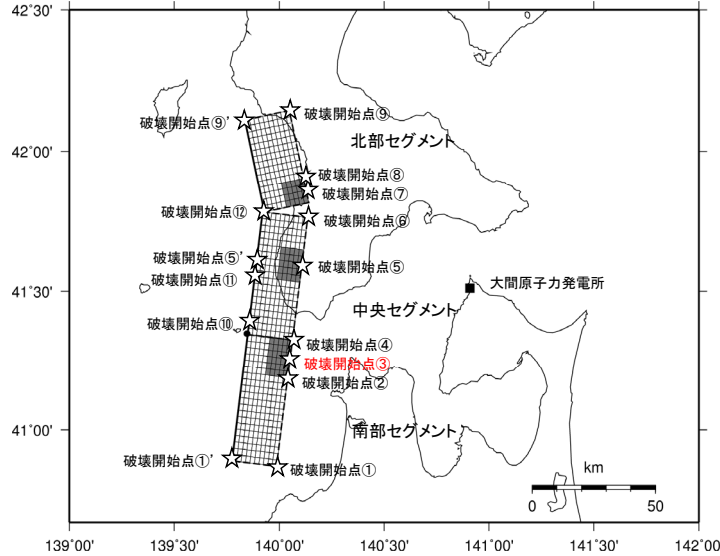 42°30'
破壊開始点⑨
破壊開始点⑨'
北部セグメント
42°00'
破壊開始点⑧
破壊開始点⑦
破壊開始点⑫
破壊開始点⑥
破壊開始点⑤'
破壊開始点⑤
破壊開始点⑪
大間原子力発電所
41°30'
中央セグメント
破壊開始点⑩
破壊開始点④
破壊開始点③
破壊開始点②
41°00'
南部セグメント
破壊開始点①'
破壊開始点①
km
0
50
139°00'
139°30'
140°00'
140°30'
141°00'
141°30'
142°00'